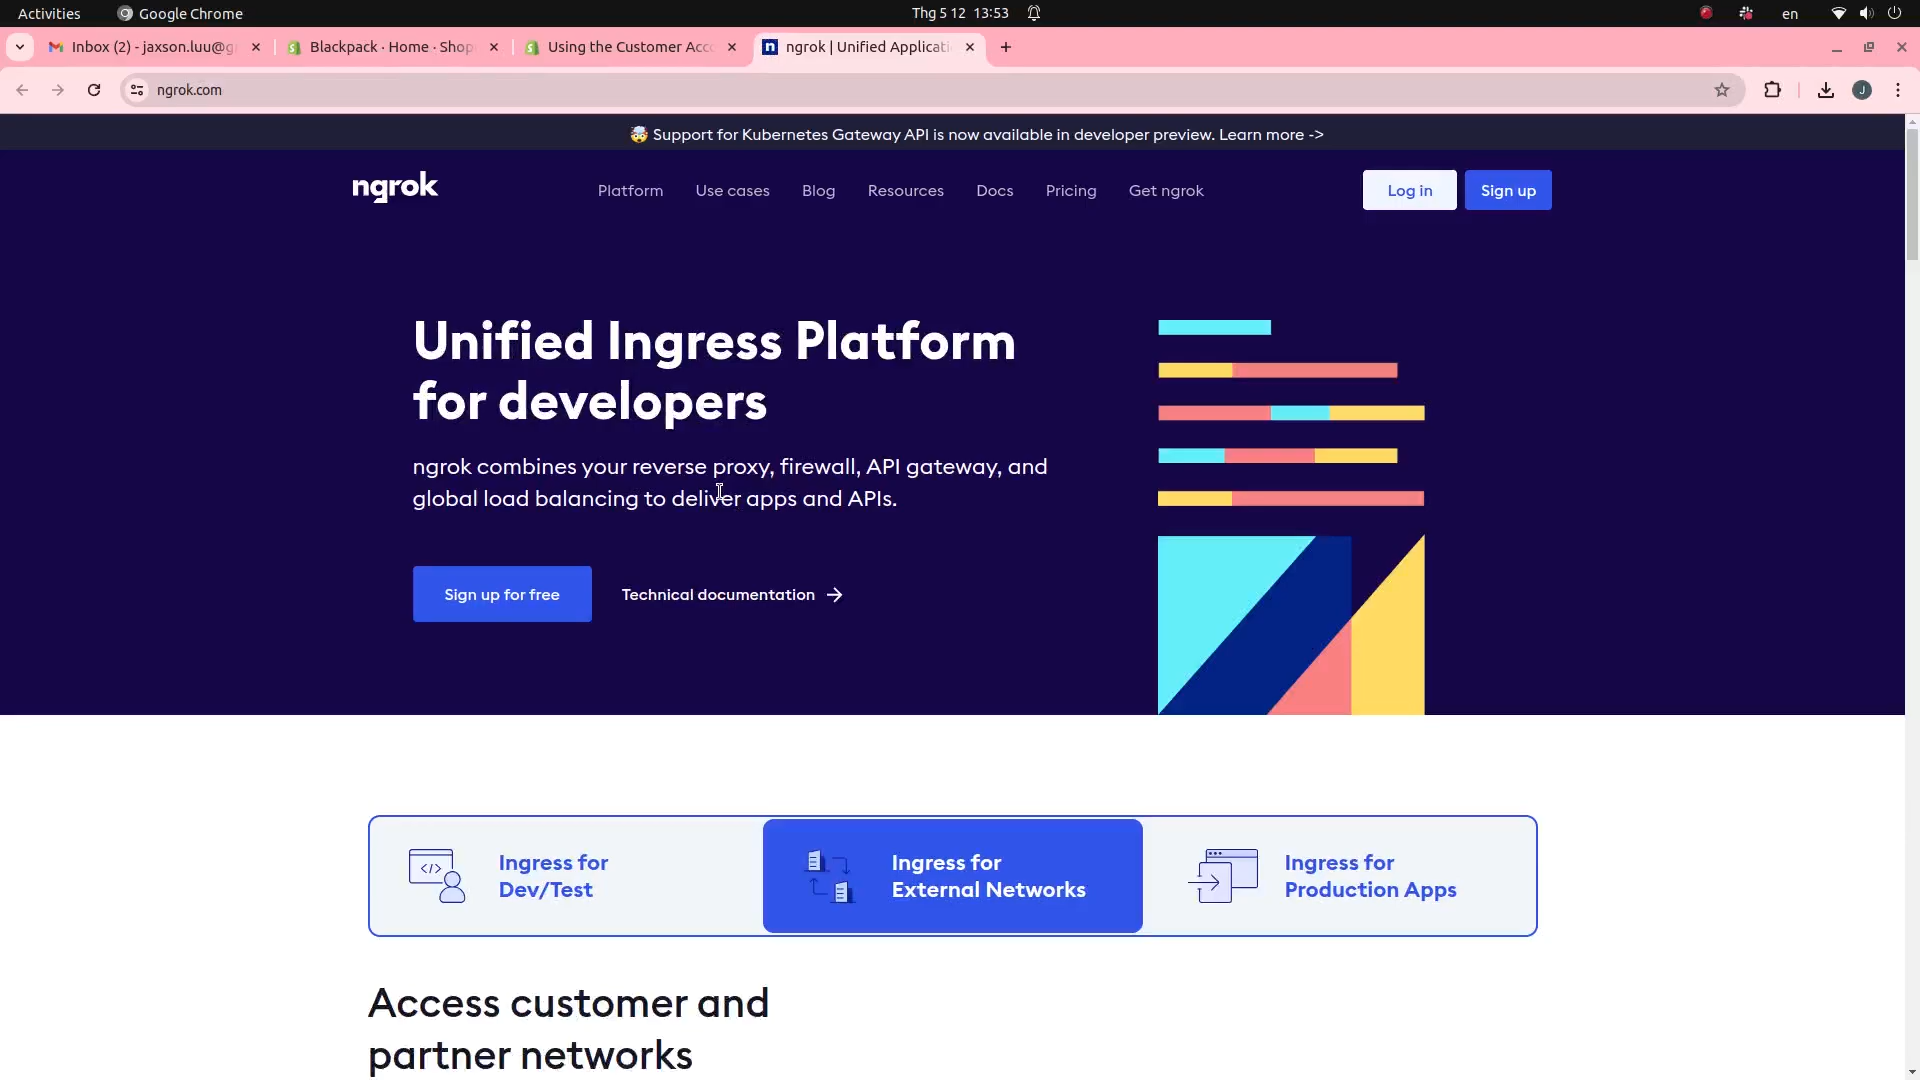 Activities
Google Chrome
Thg 5 12 13:53
en
Inbox (2) - jaxson.luu@g
Blackpack · Home · Shop
Using the Customer Acc
ngrok | Unified Applicati
ngrok.com
J
🤯 Support for Kubernetes Gateway API is now available in developer preview. Learn more ->
ngrok
Platform
Use cases
Blog
Resources
Docs
Pricing
Get ngrok
Log in
Sign up
Unified Ingress Platform
for developers
ngrok combines your reverse proxy, firewall, API gateway, and
global load balancing to deliver apps and APIs.
Sign up for free
Technical documentation →
Ingress for
Dev/Test
Ingress for
External Networks
Ingress for
Production Apps
Access customer and
partner networks